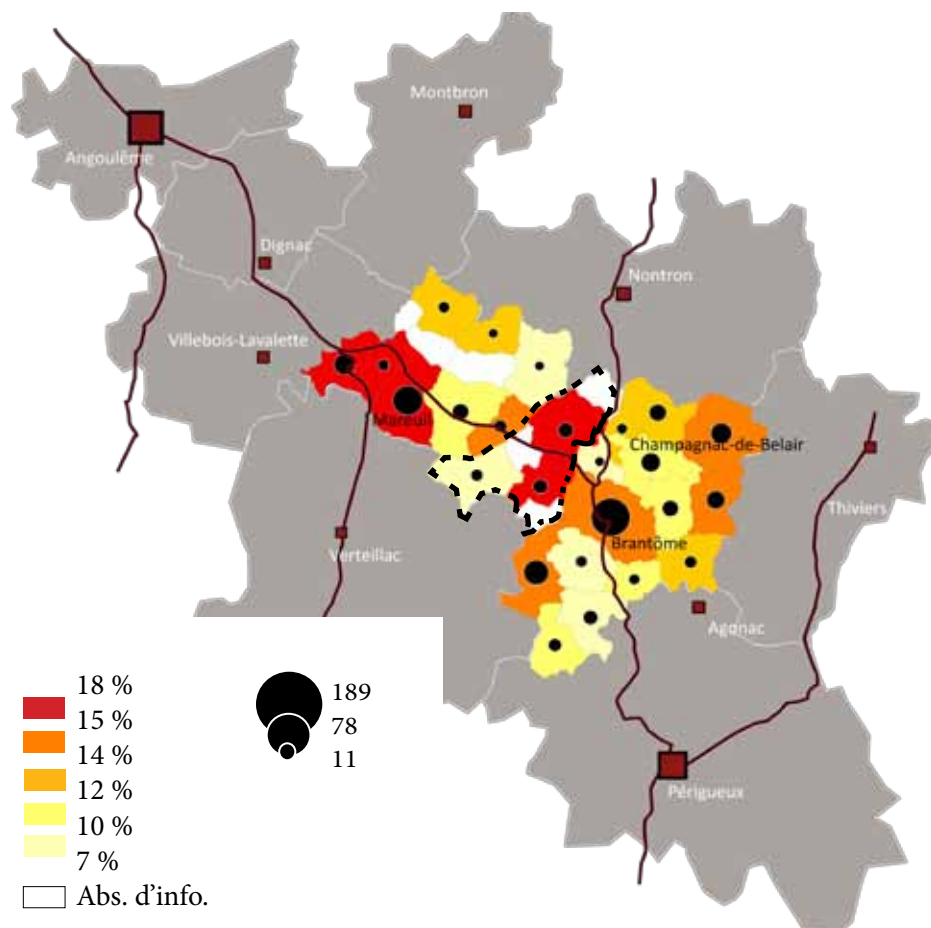 Montbron
Angoulême
Dignac
Nontron
Villebois-Lavalette
Mareuil
Champagnac-de-Belair
Thiviers
Brantôme
Verteillac
Agonac
Périgueux
18 %
15 %
14 %
12 %
10 %
7 %
Abs. d'info.
189
78
11